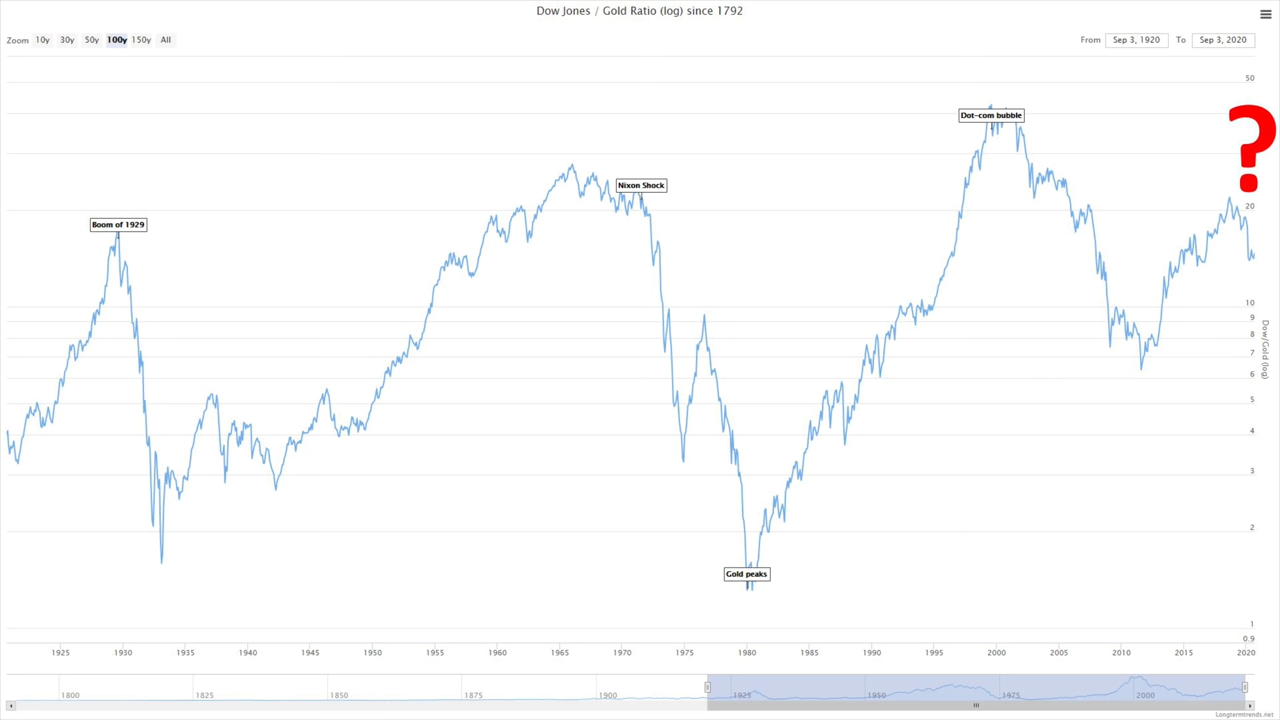 Dow Jones / Gold Ratio (log) since 1792
Zoom 10y 30y 50y 100y 150y All
From Sep 3, 1920 To Sep 3, 2020
50
Dot-com bubble
?
Nixon Shock
20
Boom of 1929
10
9
8
7
6
5
4
3
2
1
0.9
Dow/Gold (log)
Gold peaks
1925 1930 1935 1940 1945 1950 1955 1960 1965 1970 1975 1980 1985 1990 1995 2000 2005 2010 2015 2020
1800 1825 1850 1875 1900 1925 1950 1975 2000
Longtermtrends.net